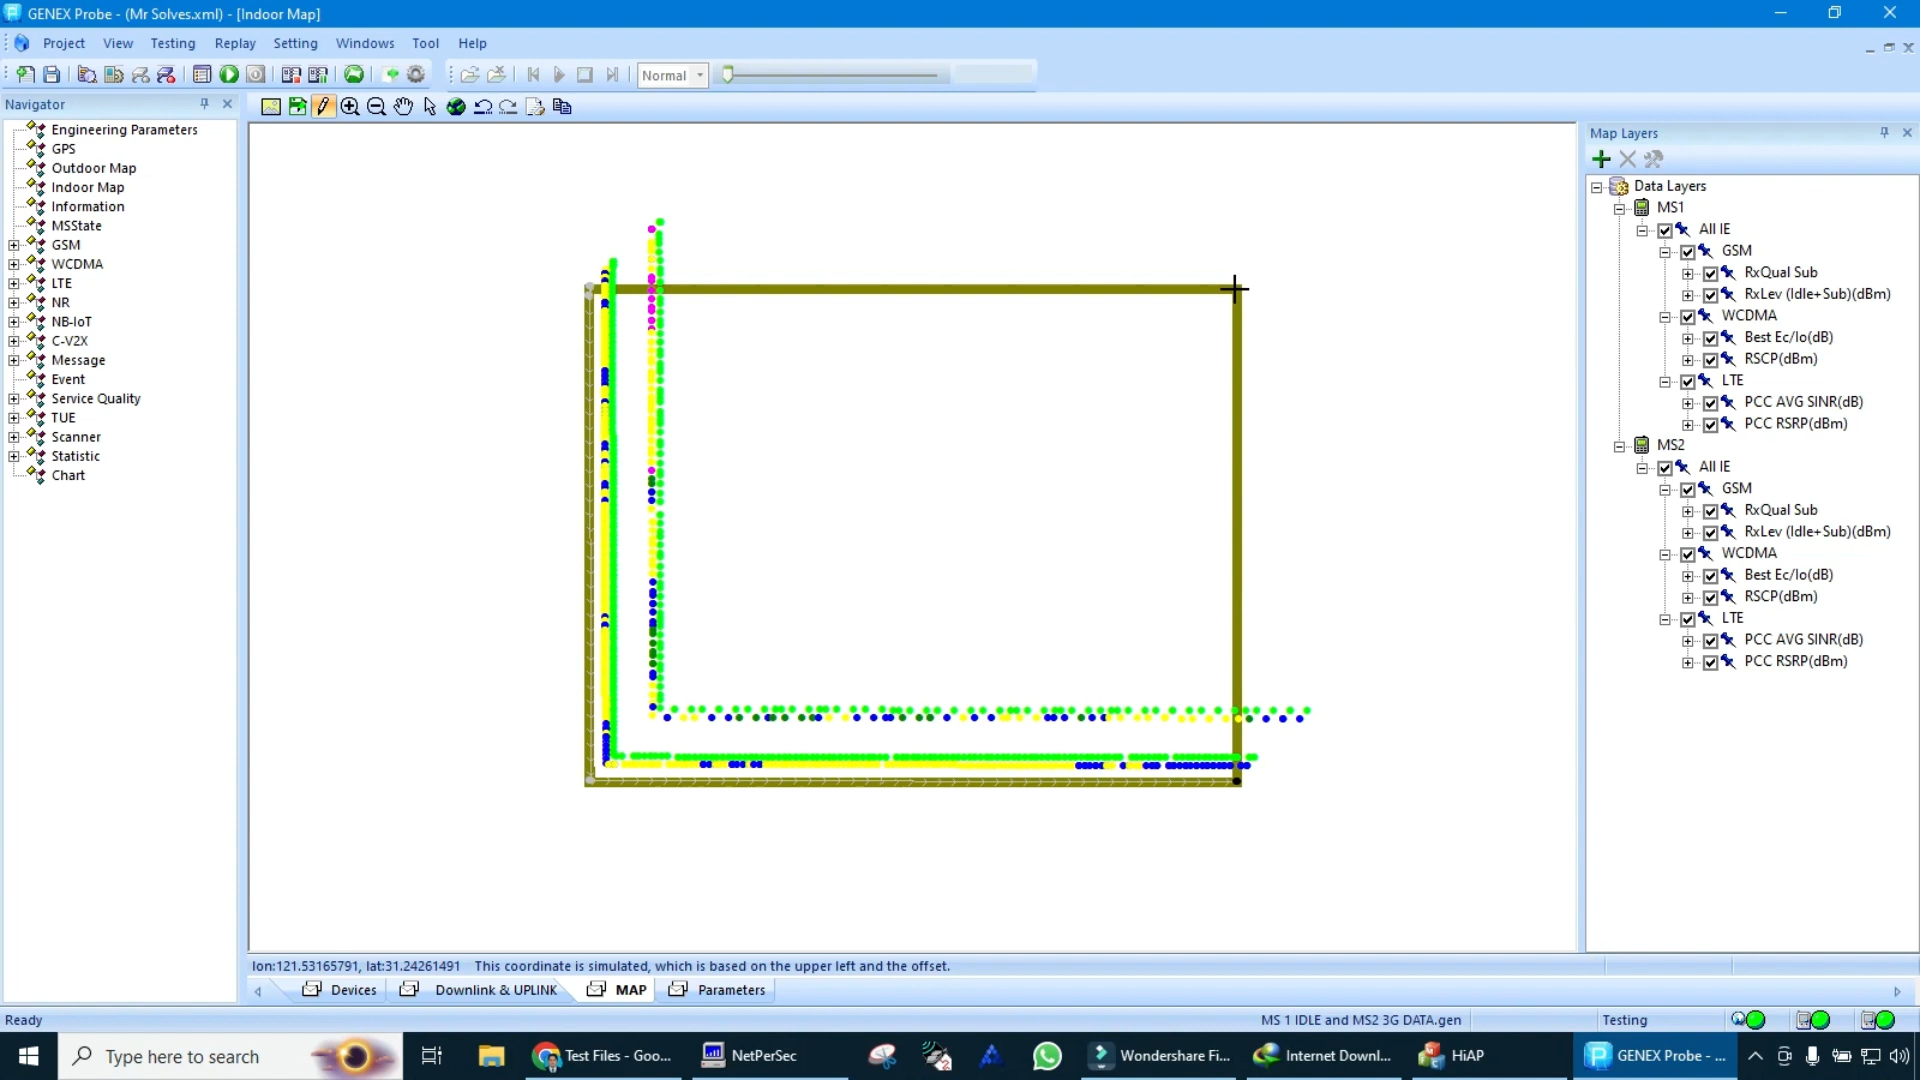 GENEX Probe - (Mr Solves.xml) - [Indoor Map]
Project View Testing Replay Setting Windows Tool Help
Normal
Navigator
Engineering Parameters
GPS
Outdoor Map
Indoor Map
Information
MSState
GSM
WCDMA
LTE
NR
NB-IoT
C-V2X
Message
Event
Service Quality
TUE
Scanner
Statistic
Chart
Map Layers
Data Layers
MS1
All IE
GSM
RxQual Sub
RxLev (Idle+Sub)(dBm)
WCDMA
Best Ec/Io(dB)
RSCP(dBm)
LTE
PCC AVG SINR(dB)
PCC RSRP(dBm)
MS2
All IE
GSM
RxQual Sub
RxLev (Idle+Sub)(dBm)
WCDMA
Best Ec/Io(dB)
RSCP(dBm)
LTE
PCC AVG SINR(dB)
PCC RSRP(dBm)
lon:121.53165791, lat:31.24261491 This coordinate is simulated, which is based on the upper left and the offset.
Devices Downlink & UPLINK MAP Parameters
Ready MS 1 IDLE and MS2 3G DATA.gen Testing
Type here to search Test Files - Goo... NetPerSec Wondershare Fi... Internet Downl... HiAP GENEX Probe - ...